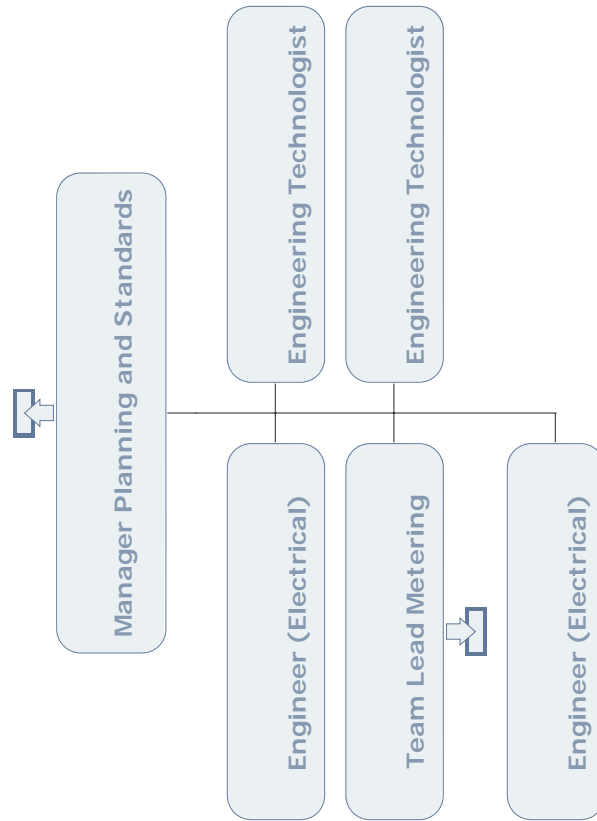 Manager Planning and Standards
Engineer (Electrical)
Engineering Technologist
Team Lead Metering
Engineering Technologist
Engineer (Electrical)